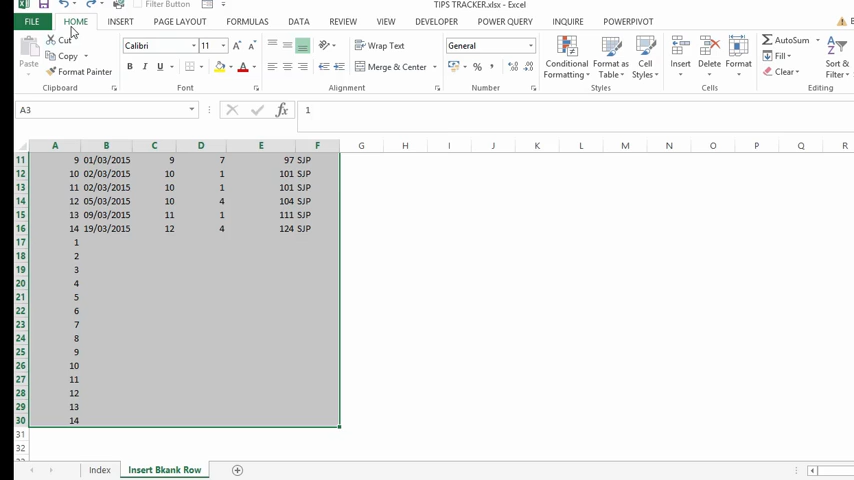 TIPS TRACKER.xlsx - Excel
Filter Button
FILE HOME INSERT PAGE LAYOUT FORMULAS DATA REVIEW VIEW DEVELOPER POWER QUERY INQUIRE POWERPIVOT
Cut
Copy
Format Painter
Paste
Clipboard
Calibri 11
B I U
Font
Wrap Text
Merge & Center
Alignment
General
Number
Conditional Formatting
Format as Table
Cell Styles
Styles
Insert Delete Format
Cells
AutoSum
Fill
Clear
Sort & Filter
Editing
A3 1
A B C D E F G H I J K L M N O P Q R
11 9 01/03/2015 9 7 97 SJP
12 10 02/03/2015 10 1 101 SJP
13 11 02/03/2015 10 1 101 SJP
14 12 05/03/2015 10 4 104 SJP
15 13 09/03/2015 11 1 111 SJP
16 14 19/03/2015 12 4 124 SJP
17 1
18 2
19 3
20 4
21 5
22 6
23 7
24 8
25 9
26 10
27 11
28 12
29 13
30 14
31
32
Index Insert Bkank Row